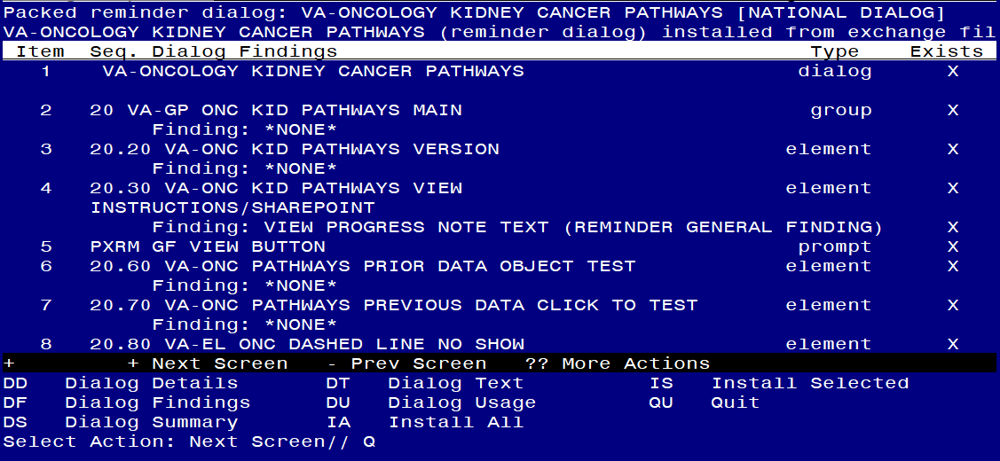 Packed reminder dialog: VA-ONCOLOGY KIDNEY CANCER PATHWAYS [NATIONAL DIALOG]
VA-ONCOLOGY KIDNEY CANCER PATHWAYS (reminder dialog) installed from exchange fil
Item  Seq. Dialog Findings  Type  Exists
1  VA-ONCOLOGY KIDNEY CANCER PATHWAYS  dialog  X
2  20 VA-GP ONC KID PATHWAYS MAIN  group  X
Finding: *NONE*
3  20.20 VA-ONC KID PATHWAYS VERSION  element  X
Finding: *NONE*
4  20.30 VA-ONC KID PATHWAYS VIEW  element  X
INSTRUCTIONS/SHAREPOINT
Finding: VIEW PROGRESS NOTE TEXT (REMINDER GENERAL FINDING)  X
5  PXRM GF VIEW BUTTON  prompt  X
6  20.60 VA-ONC PATHWAYS PRIOR DATA OBJECT TEST  element  X
Finding: *NONE*
7  20.70 VA-ONC PATHWAYS PREVIOUS DATA CLICK TO TEST  element  X
Finding: *NONE*
8  20.80 VA-EL ONC DASHED LINE NO SHOW  element  X
+  + Next Screen  - Prev Screen  ?? More Actions
DD  Dialog Details  DT  Dialog Text  IS  Install Selected
DF  Dialog Findings  DU  Dialog Usage  QU  Quit
DS  Dialog Summary  IA  Install All
Select Action: Next Screen// Q